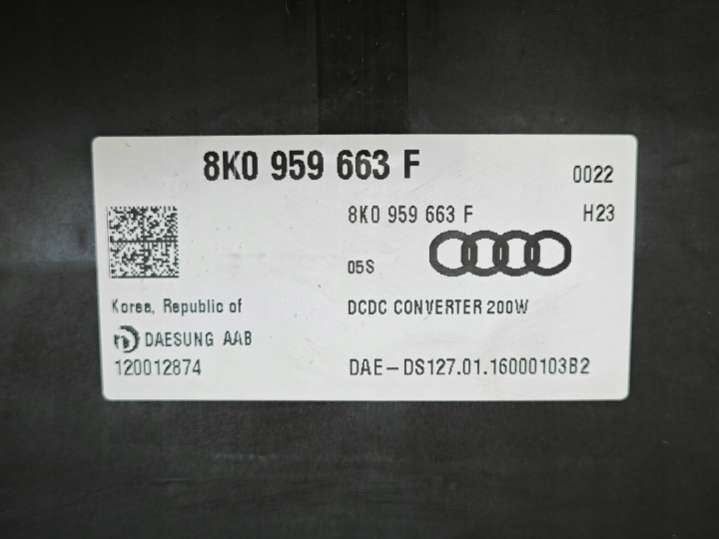 8K0 959 663 F
0022
8K0 959 663 F
H23
05S
Korea, Republic of
DCDC CONVERTER 200W
DAESUNG AAB
120012874
DAE-DS127.01.16000103B2